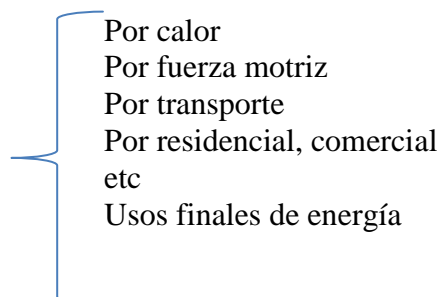 Por calor
Por fuerza motriz
Por transporte
Por residencial, comercial
etc
Usos finales de energía